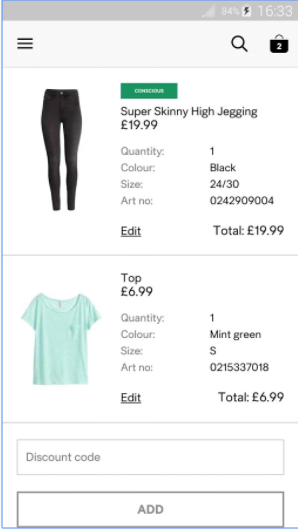 84% 16:33
2
CONSCIOUS
Super Skinny High Jegging
£19.99
Quantity: 1
Colour: Black
Size: 24/30
Art no: 0242909004
Edit Total: £19.99
Top
£6.99
Quantity: 1
Colour: Mint green
Size: S
Art no: 0215337018
Edit Total: £6.99
Discount code
ADD